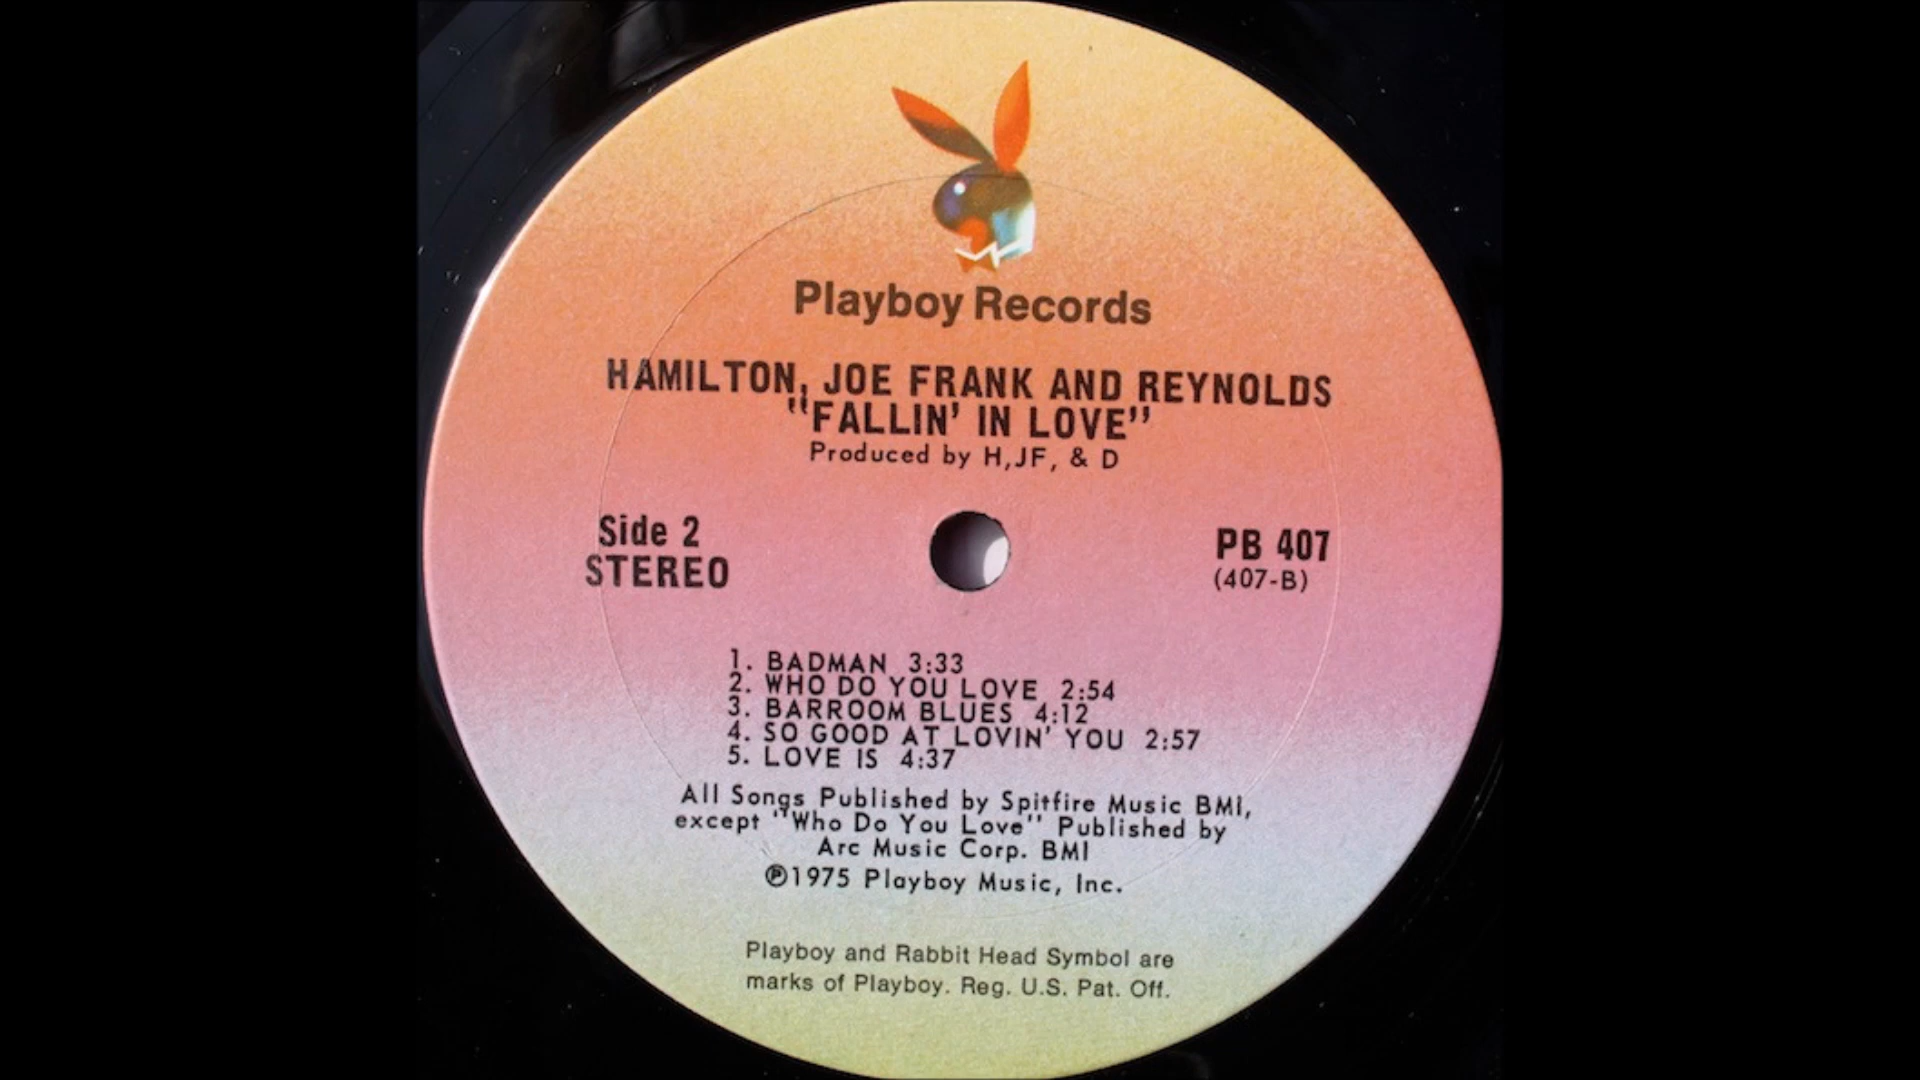 Playboy Records
HAMILTON, JOE FRANK AND REYNOLDS
"FALLIN' IN LOVE"
Produced by H,JF, & D
Side 2
STEREO
PB 407
(407-B)
1. BADMAN 3:33
2. WHO DO YOU LOVE 2:54
3. BARROOM BLUES 4:12
4. SO GOOD AT LOVIN' YOU 2:57
5. LOVE IS 4:37
All Songs Published by Spitfire Music BMI,
except "Who Do You Love" Published by
Arc Music Corp. BMI
℗1975 Playboy Music, Inc.
Playboy and Rabbit Head Symbol are
marks of Playboy. Reg. U.S. Pat. Off.